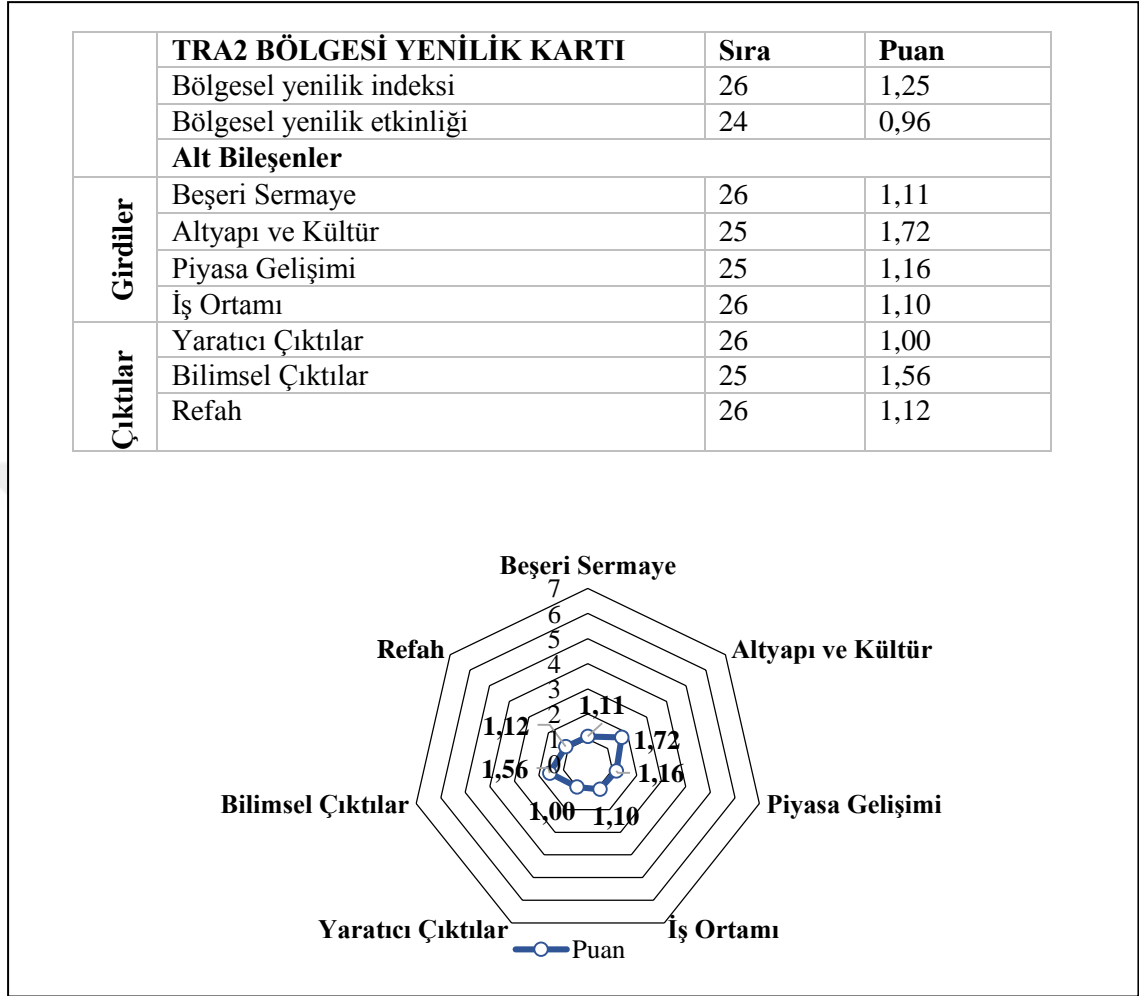 TRA2 BÖLGESİ YENİLİK KARTI Sıra Puan
Bölgesel yenilik indeksi 26 1,25
Bölgesel yenilik etkinliği 24 0,96
Alt Bileşenler
Girdiler
Beşeri Sermaye 26 1,11
Altyapı ve Kültür 25 1,72
Piyasa Gelişimi 25 1,16
İş Ortamı 26 1,10
Çıktılar
Yaratıcı Çıktılar 26 1,00
Bilimsel Çıktılar 25 1,56
Refah 26 1,12
Beşeri Sermaye
7
6
5
4
3
2
1
0
Refah
Altyapı ve Kültür
1,11
1,12
1,72
1,56
1,16
1,00
1,10
Bilimsel Çıktılar
Piyasa Gelişimi
Yaratıcı Çıktılar
İş Ortamı
Puan